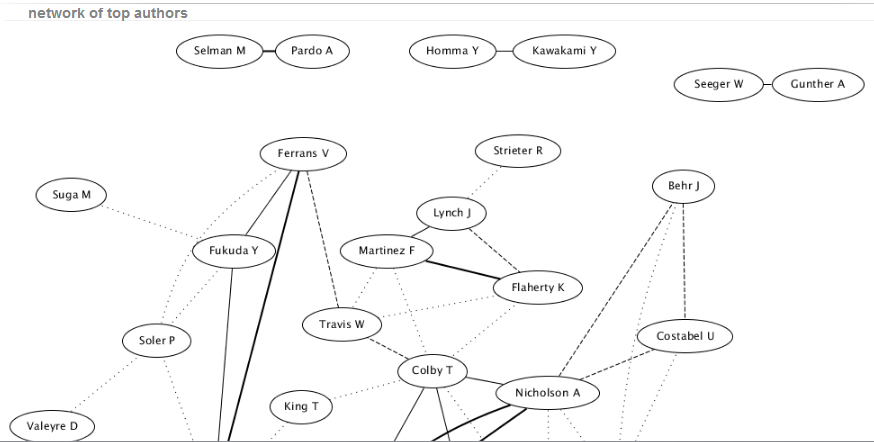 network of top authors
Selman M
Pardo A
Homma Y
Kawakami Y
Seeger W
Gunther A
Ferrans V
Strieter R
Suga M
Behr J
Lynch J
Fukuda Y
Martinez F
Flaherty K
Travis W
Soler P
Costabel U
Colby T
Nicholson A
King T
Valeyre D